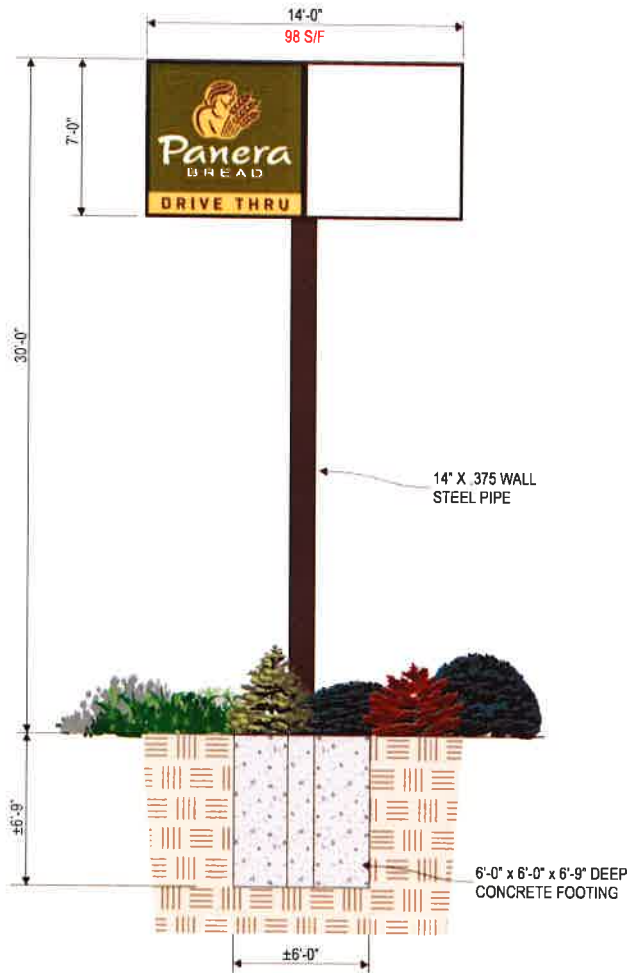 14'-0"
98 S/F
7'-0"
Panera
BREAD
DRIVE THRU
30'-0"
14" X .375 WALL
STEEL PIPE
±6'-9"
6'-0" x 6'-0" x 6'-9" DEEP
CONCRETE FOOTING
±6'-0"